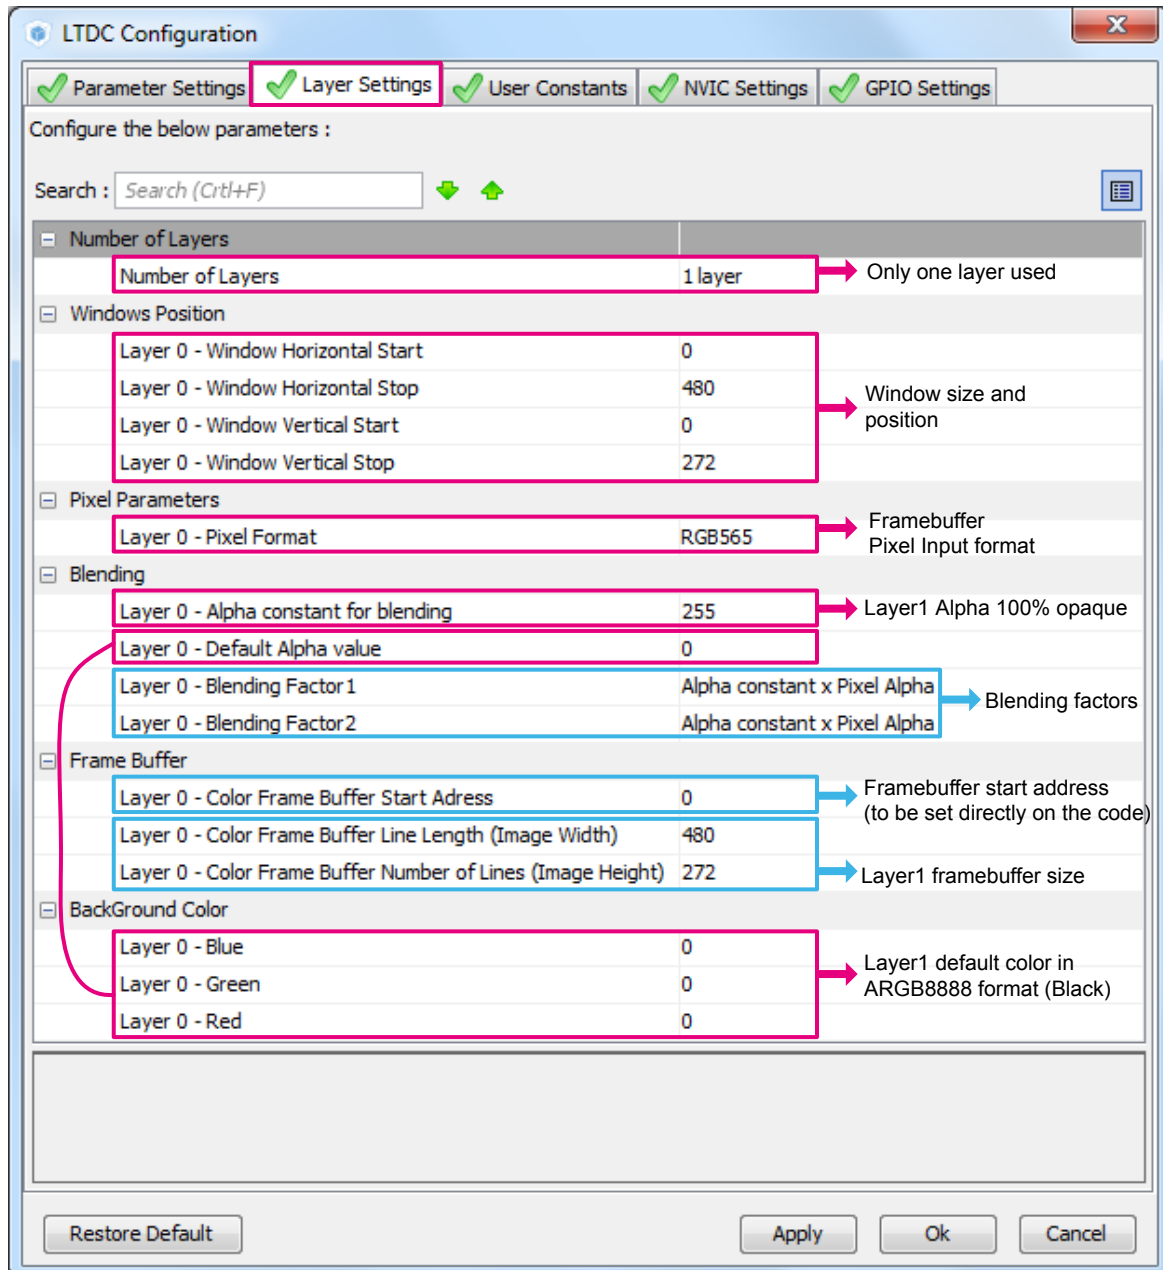 LTDC Configuration
Parameter Settings Layer Settings User Constants NVIC Settings GPIO Settings
Configure the below parameters :
Search : Search (Crtl+F)
Number of Layers
Number of Layers 1 layer Only one layer used
Windows Position
Layer 0 - Window Horizontal Start 0
Layer 0 - Window Horizontal Stop 480
Layer 0 - Window Vertical Start 0
Layer 0 - Window Vertical Stop 272
Window size and
position
Pixel Parameters
Layer 0 - Pixel Format RGB565
Framebuffer
Pixel Input format
Blending
Layer 0 - Alpha constant for blending 255 Layer1 Alpha 100% opaque
Layer 0 - Default Alpha value 0
Layer 0 - Blending Factor1 Alpha constant x Pixel Alpha
Layer 0 - Blending Factor2 Alpha constant x Pixel Alpha
Blending factors
Frame Buffer
Layer 0 - Color Frame Buffer Start Adress 0
Framebuffer start address
(to be set directly on the code)
Layer 0 - Color Frame Buffer Line Length (Image Width) 480
Layer 0 - Color Frame Buffer Number of Lines (Image Height) 272
Layer1 framebuffer size
BackGround Color
Layer 0 - Blue 0
Layer 0 - Green 0
Layer 0 - Red 0
Layer1 default color in
ARGB8888 format (Black)
Restore Default Apply Ok Cancel